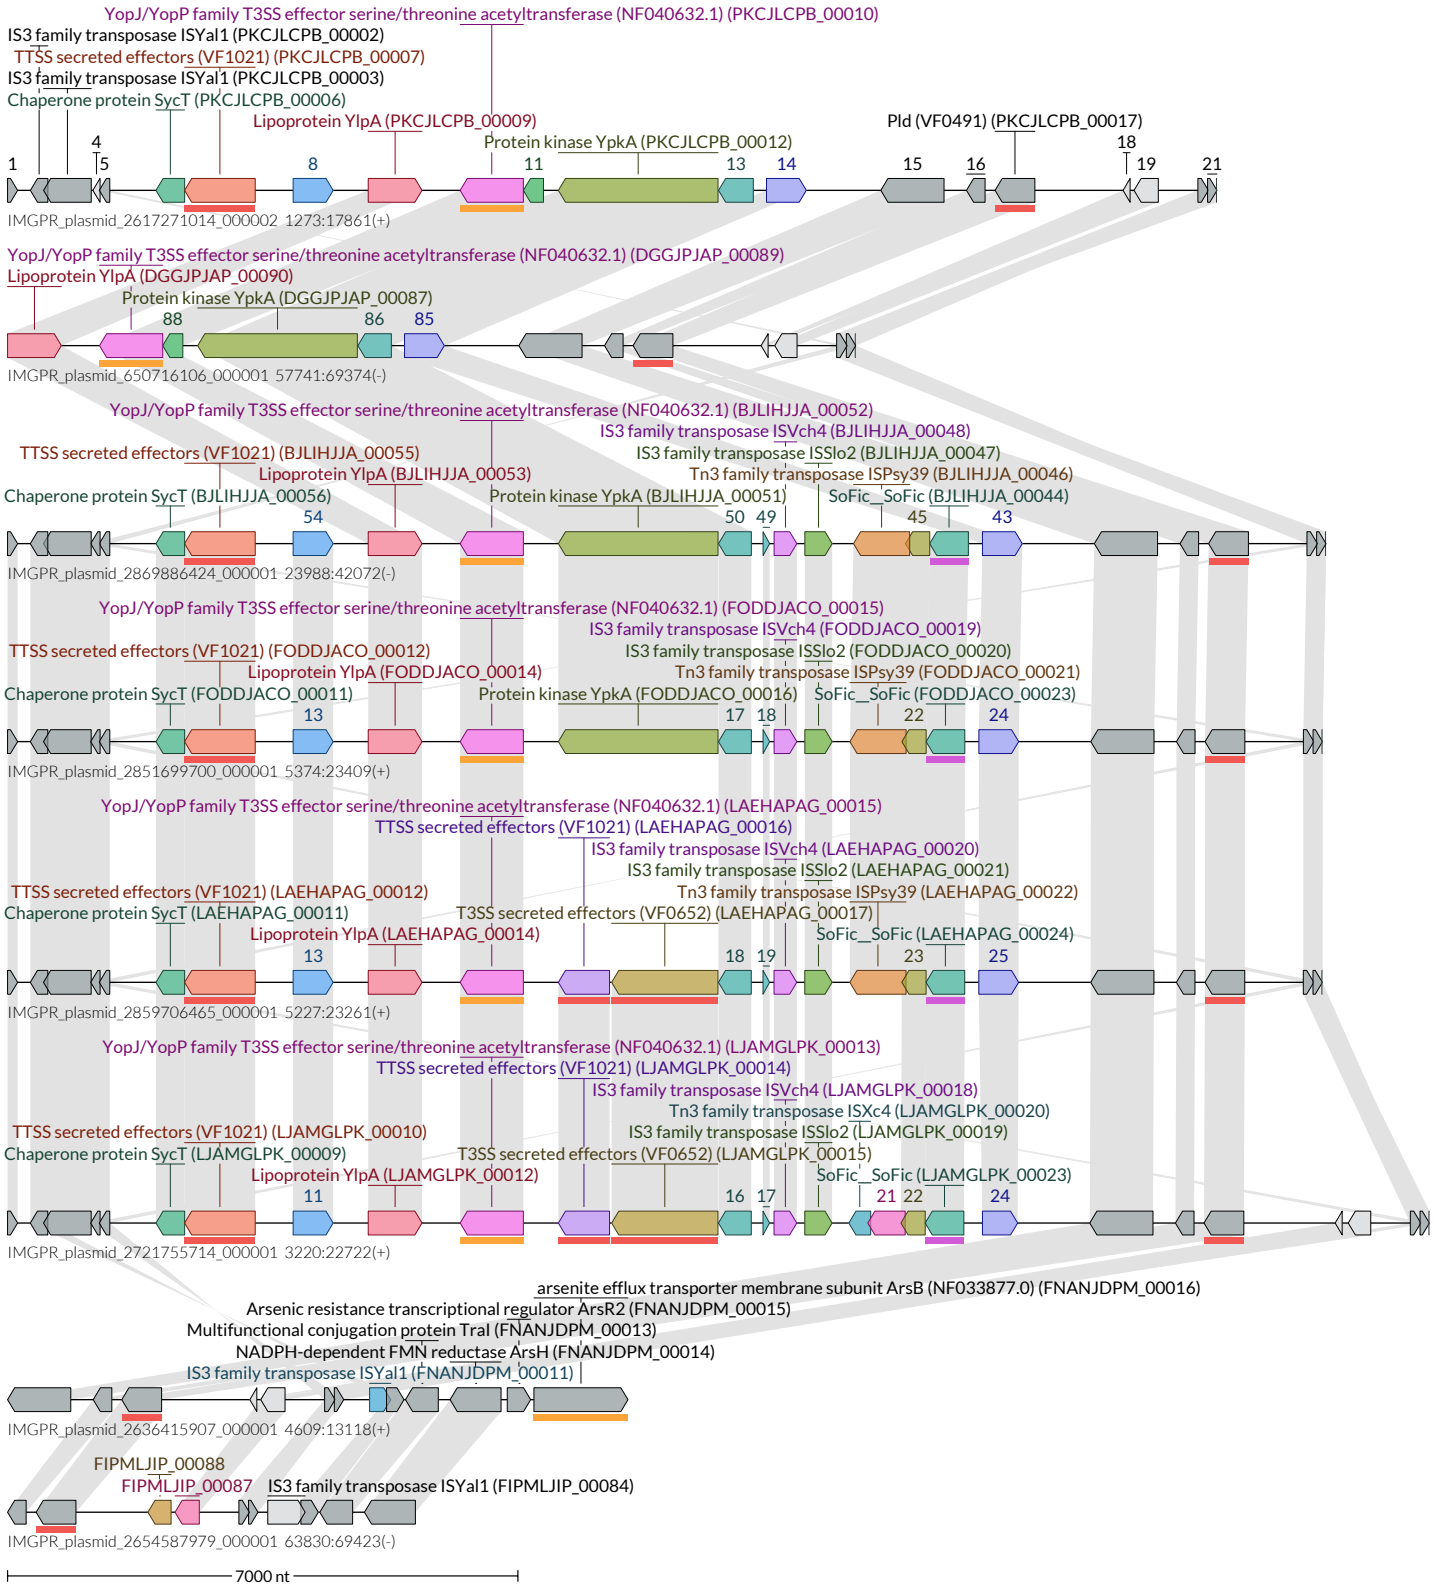 YopJ/YopP family T3SS effector serine/threonine acetyltransferase (NF040632.1) (PKCJLCPB_00010)
IS3 family transposase ISYal1 (PKCJLCPB_00002)
TTSS secreted effectors (VF1021) (PKCJLCPB_00007)
IS3 family transposase ISYal1 (PKCJLCPB_00003)
Chaperone protein SycT (PKCJLCPB_00006)
Lipoprotein YlpA (PKCJLCPB_00009) Pld (VF0491) (PKCJLCPB_00017)
4 Protein kinase YpkA (PKCJLCPB_00012) 18
1 5 8 11 13 14 15 16 19 21
IMGPR_plasmid_2617271014_000002 1273:17861(+)
YopJ/YopP family T3SS effector serine/threonine acetyltransferase (NF040632.1) (DGGJPJAP_00089)
Lipoprotein YlpA (DGGJPJAP_00090)
Protein kinase YpkA (DGGJPJAP_00087)
88 86 85
IMGPR_plasmid_650716106_000001 57741:69374(-)
YopJ/YopP family T3SS effector serine/threonine acetyltransferase (NF040632.1) (BJLIHJJA_00052)
IS3 family transposase ISVch4 (BJLIHJJA_00048)
TTSS secreted effectors (VF1021) (BJLIHJJA_00055) IS3 family transposase ISSlo2 (BJLIHJJA_00047)
Lipoprotein YlpA (BJLIHJJA_00053) Tn3 family transposase ISPsy39 (BJLIHJJA_00046)
Chaperone protein SycT (BJLIHJJA_00056) Protein kinase YpkA (BJLIHJJA_00051) SoFic__SoFic (BJLIHJJA_00044)
54 50 49 45 43
IMGPR_plasmid_2869886424_000001 23988:42072(-)
YopJ/YopP family T3SS effector serine/threonine acetyltransferase (NF040632.1) (FODDJACO_00015)
IS3 family transposase ISVch4 (FODDJACO_00019)
TTSS secreted effectors (VF1021) (FODDJACO_00012) IS3 family transposase ISSlo2 (FODDJACO_00020)
Lipoprotein YlpA (FODDJACO_00014) Tn3 family transposase ISPsy39 (FODDJACO_00021)
Chaperone protein SycT (FODDJACO_00011) Protein kinase YpkA (FODDJACO_00016) SoFic__SoFic (FODDJACO_00023)
13 17 18 22 24
IMGPR_plasmid_2851699700_000001 5374:23409(+)
YopJ/YopP family T3SS effector serine/threonine acetyltransferase (NF040632.1) (LAEHAPAG_00015)
TTSS secreted effectors (VF1021) (LAEHAPAG_00016)
IS3 family transposase ISVch4 (LAEHAPAG_00020)
IS3 family transposase ISSlo2 (LAEHAPAG_00021)
TTSS secreted effectors (VF1021) (LAEHAPAG_00012) Tn3 family transposase ISPsy39 (LAEHAPAG_00022)
Chaperone protein SycT (LAEHAPAG_00011) T3SS secreted effectors (VF0652) (LAEHAPAG_00017)
Lipoprotein YlpA (LAEHAPAG_00014) SoFic__SoFic (LAEHAPAG_00024)
13 18 19 23 25
IMGPR_plasmid_2859706465_000001 5227:23261(+)
YopJ/YopP family T3SS effector serine/threonine acetyltransferase (NF040632.1) (LJAMGLPK_00013)
TTSS secreted effectors (VF1021) (LJAMGLPK_00014)
IS3 family transposase ISVch4 (LJAMGLPK_00018)
Tn3 family transposase ISXc4 (LJAMGLPK_00020)
TTSS secreted effectors (VF1021) (LJAMGLPK_00010) IS3 family transposase ISSlo2 (LJAMGLPK_00019)
Chaperone protein SycT (LJAMGLPK_00009) T3SS secreted effectors (VF0652) (LJAMGLPK_00015)
Lipoprotein YlpA (LJAMGLPK_00012) SoFic__SoFic (LJAMGLPK_00023)
11 16 17 21 22 24
IMGPR_plasmid_2721755714_000001 3220:22722(+)
arsenite efflux transporter membrane subunit ArsB (NF033877.0) (FNANJDPM_00016)
Arsenic resistance transcriptional regulator ArsR2 (FNANJDPM_00015)
Multifunctional conjugation protein TraI (FNANJDPM_00013)
NADPH-dependent FMN reductase ArsH (FNANJDPM_00014)
IS3 family transposase ISYal1 (FNANJDPM_00011)
IMGPR_plasmid_2636415907_000001 4609:13118(+)
FIPMLJIP_00088
FIPMLJIP_00087 IS3 family transposase ISYal1 (FIPMLJIP_00084)
IMGPR_plasmid_2654587979_000001 63830:69423(-)
7000 nt